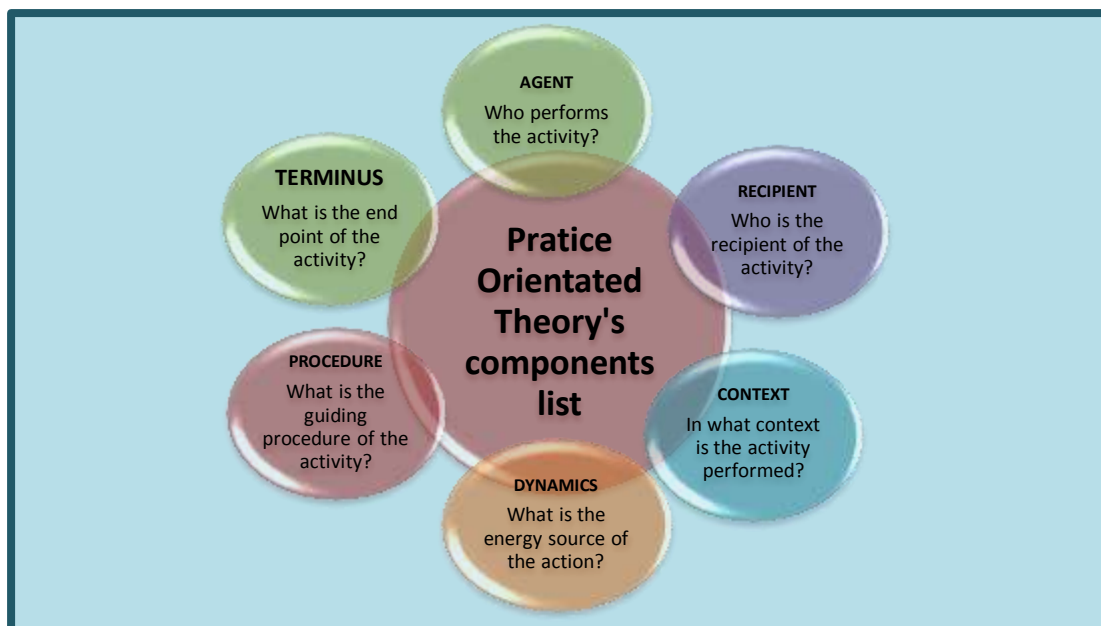 AGENT
Who performs
the activity?
RECIPIENT
Who is the
recipient of the
activity?
CONTEXT
In what context
is the activity
performed?
DYNAMICS
What is the
energy source of
the action?
PROCEDURE
What is the
guiding
procedure of the
activity?
TERMINUS
What is the end
point of the
activity?
Pratice
Orientated
Theory's
components
list